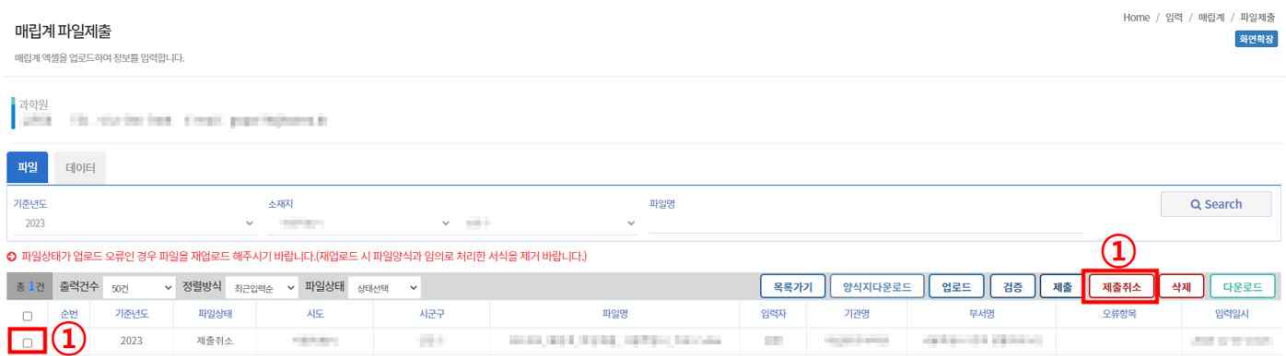 Home / 입력 / 매립계 / 파일제출
매립계 파일제출
화면확장
매립계 엑셀을 업로드하여 정보를 입력합니다.
과학원
파일 데이터
기준년도 소재지 파일명
2023
Search
파일상태가 업로드 오류인 경우 파일을 재업로드 해주시기 바랍니다.(재업로드 시 파일양식과 임의로 처리한 서식을 제거 바랍니다.)
①
총 1건 출력건수 50건 정렬방식 최근입력순 파일상태 상태선택 목록가기 양식지다운로드 업로드 검증 제출 제출취소 삭제 다운로드
순번 기준년도 파일상태 시도 시군구 파일명 입력자 기관명 부서명 오류항목 입력일시
① 2023 제출취소